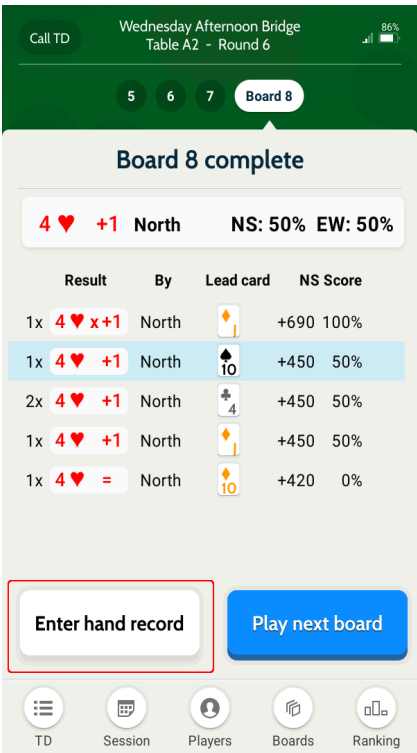 Call TD
Wednesday Afternoon Bridge
Table A2 - Round 6
86%
5 6 7 Board 8
Board 8 complete
4 ♥ +1 North NS: 50% EW: 50%
Result By Lead card NS Score
1x 4 ♥ x +1 North ♦ J +690 100%
1x 4 ♥ +1 North ♠ 10 +450 50%
2x 4 ♥ +1 North ♣ 4 +450 50%
1x 4 ♥ +1 North ♦ J +450 50%
1x 4 ♥ = North ♦ 10 +420 0%
Enter hand record
Play next board
TD Session Players Boards Ranking